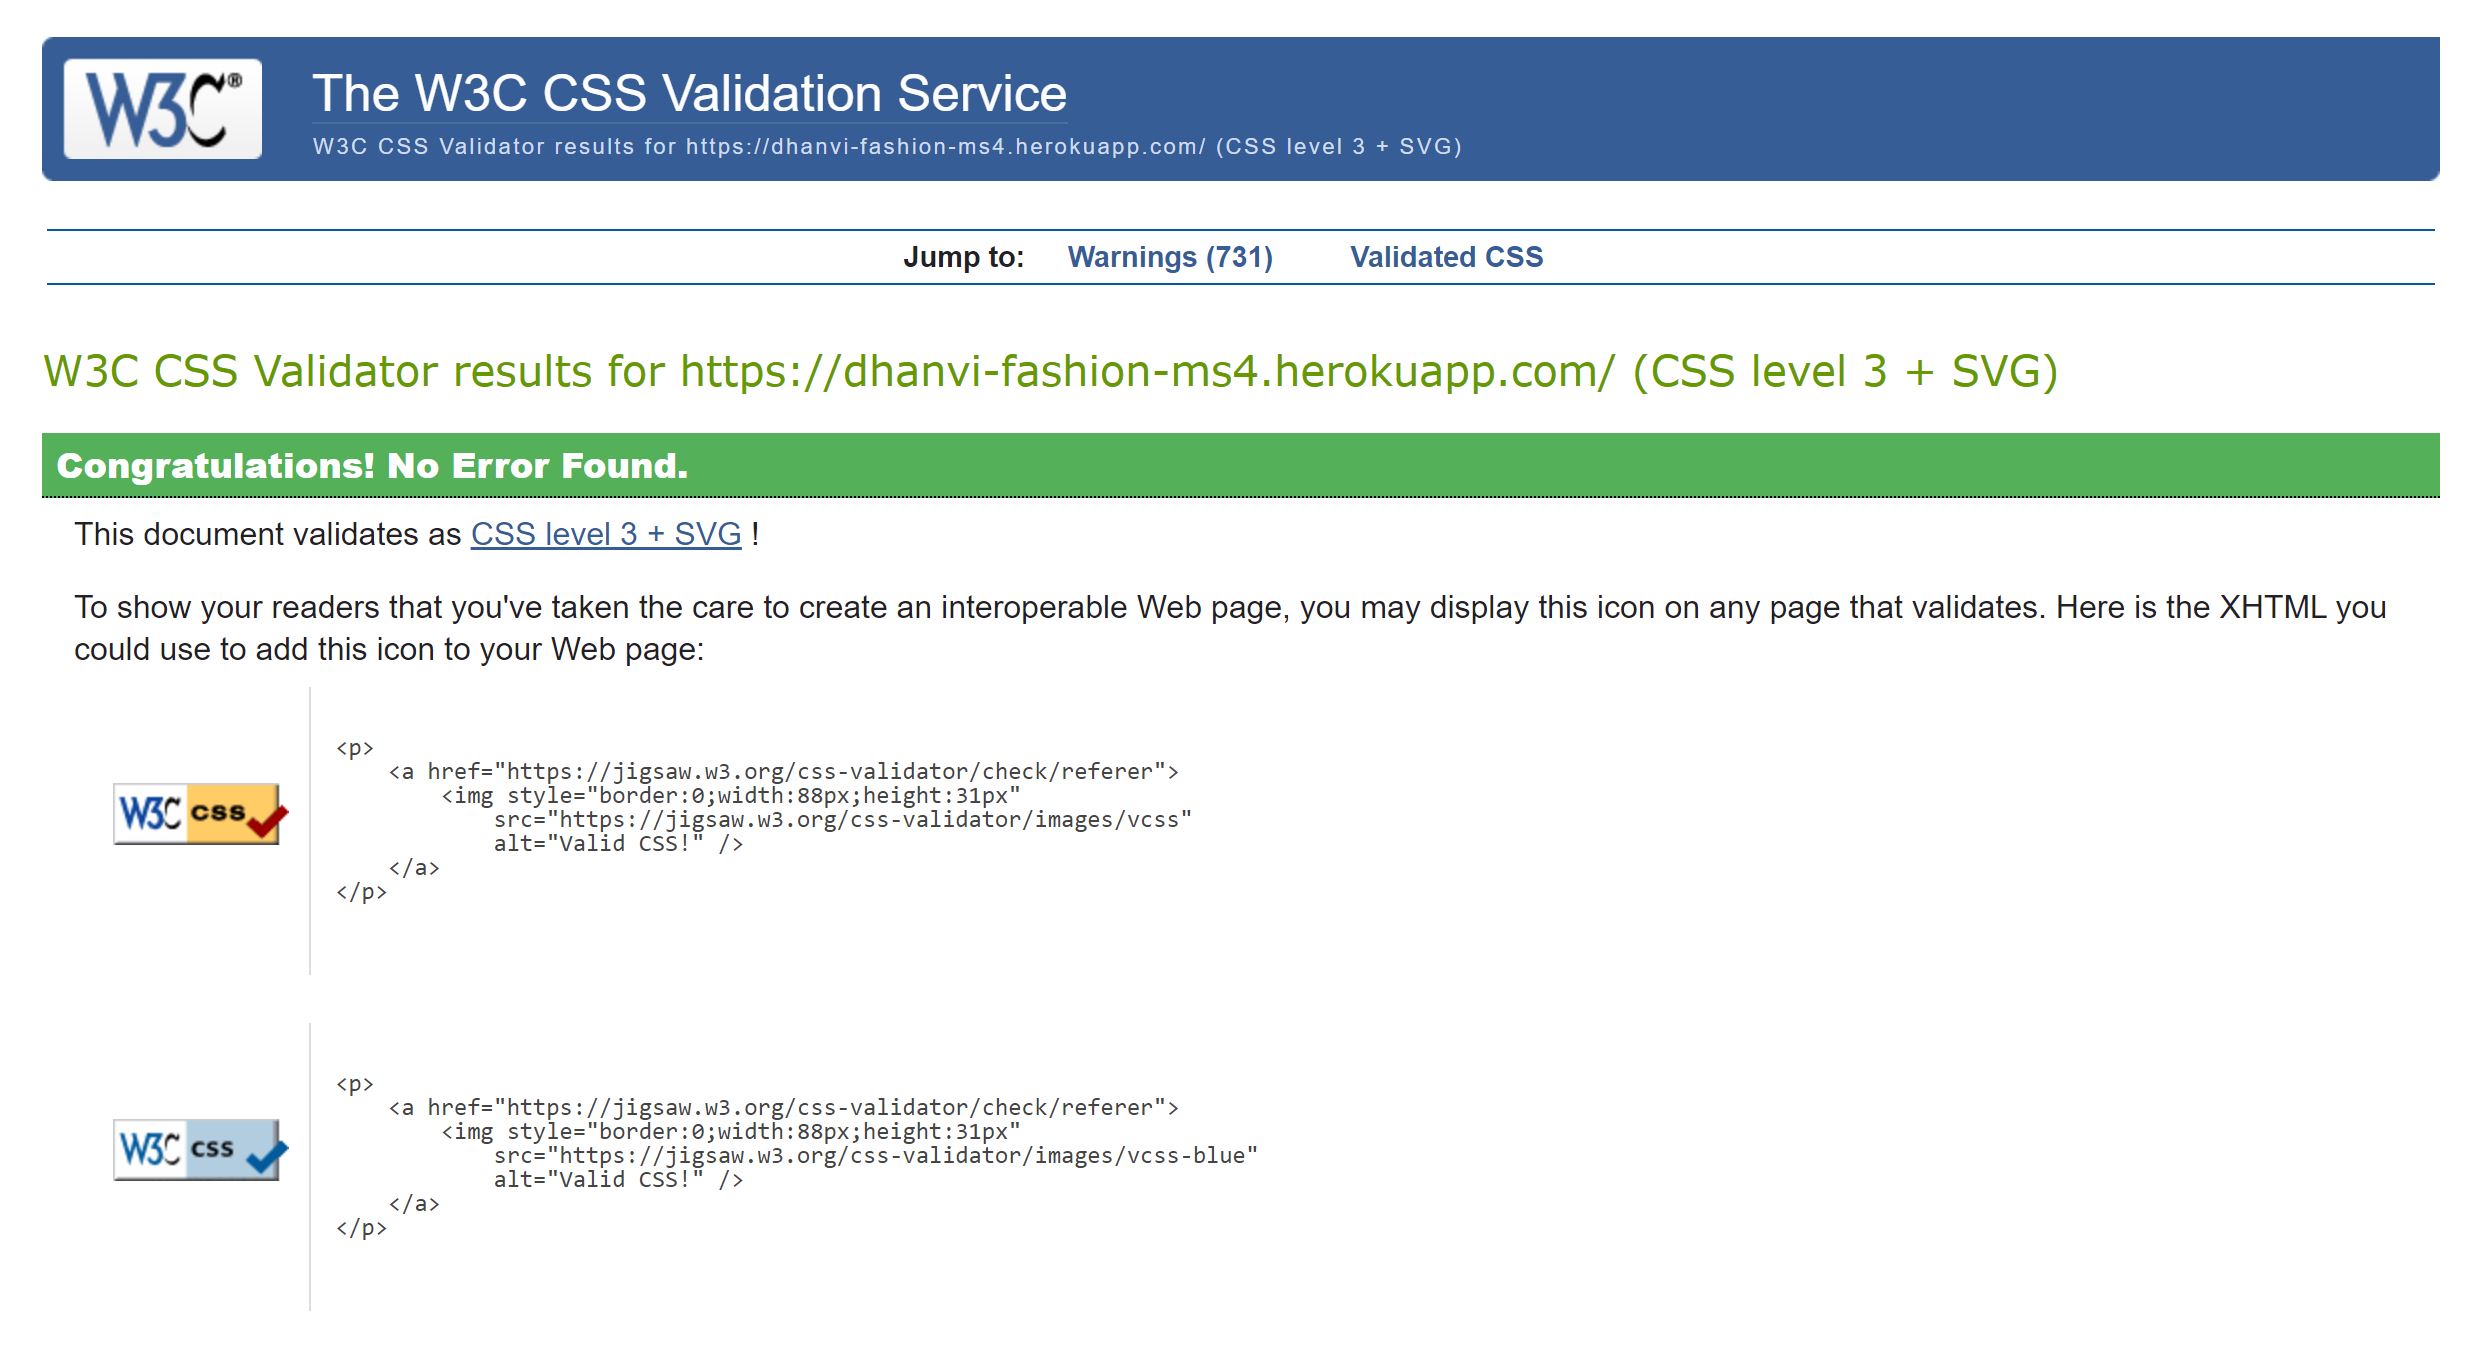 W3C®
The W3C CSS Validation Service
W3C CSS Validator results for https://dhanvi-fashion-ms4.herokuapp.com/ (CSS level 3 + SVG)
Jump to: Warnings (731) Validated CSS
W3C CSS Validator results for https://dhanvi-fashion-ms4.herokuapp.com/ (CSS level 3 + SVG)
Congratulations! No Error Found.
This document validates as CSS level 3 + SVG !
To show your readers that you've taken the care to create an interoperable Web page, you may display this icon on any page that validates. Here is the XHTML you
could use to add this icon to your Web page:
W3C css
<p>
    <a href="https://jigsaw.w3.org/css-validator/check/referer">
        <img style="border:0;width:88px;height:31px"
            src="https://jigsaw.w3.org/css-validator/images/vcss"
            alt="Valid CSS!" />
    </a>
</p>
W3C css
<p>
    <a href="https://jigsaw.w3.org/css-validator/check/referer">
        <img style="border:0;width:88px;height:31px"
            src="https://jigsaw.w3.org/css-validator/images/vcss-blue"
            alt="Valid CSS!" />
    </a>
</p>